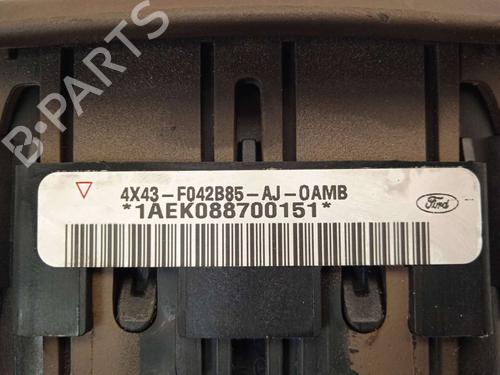 B-PARTS
4X43-F042B85-AJ-0AMB
*1AEK088700151*
Ford